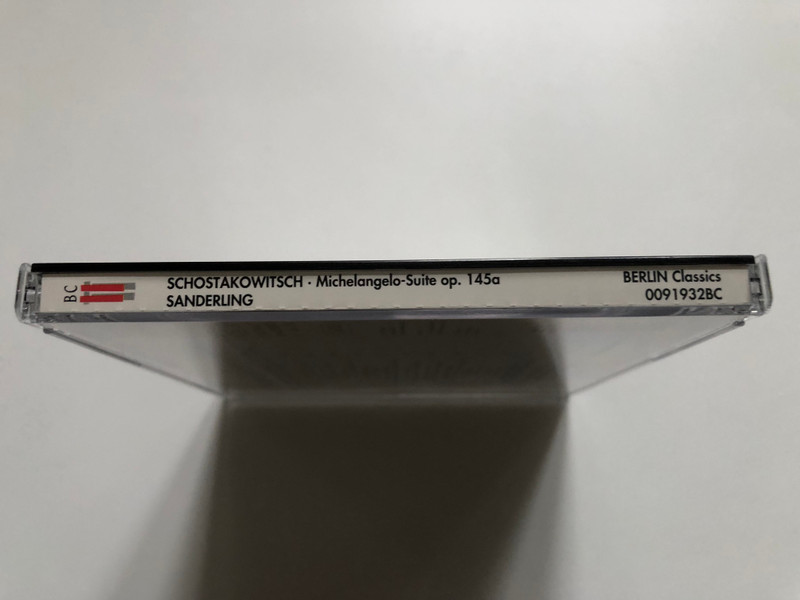 BC
SCHOSTAKOWITSCH · Michelangelo-Suite op. 145a
SANDERLING
BERLIN Classics
0091932BC